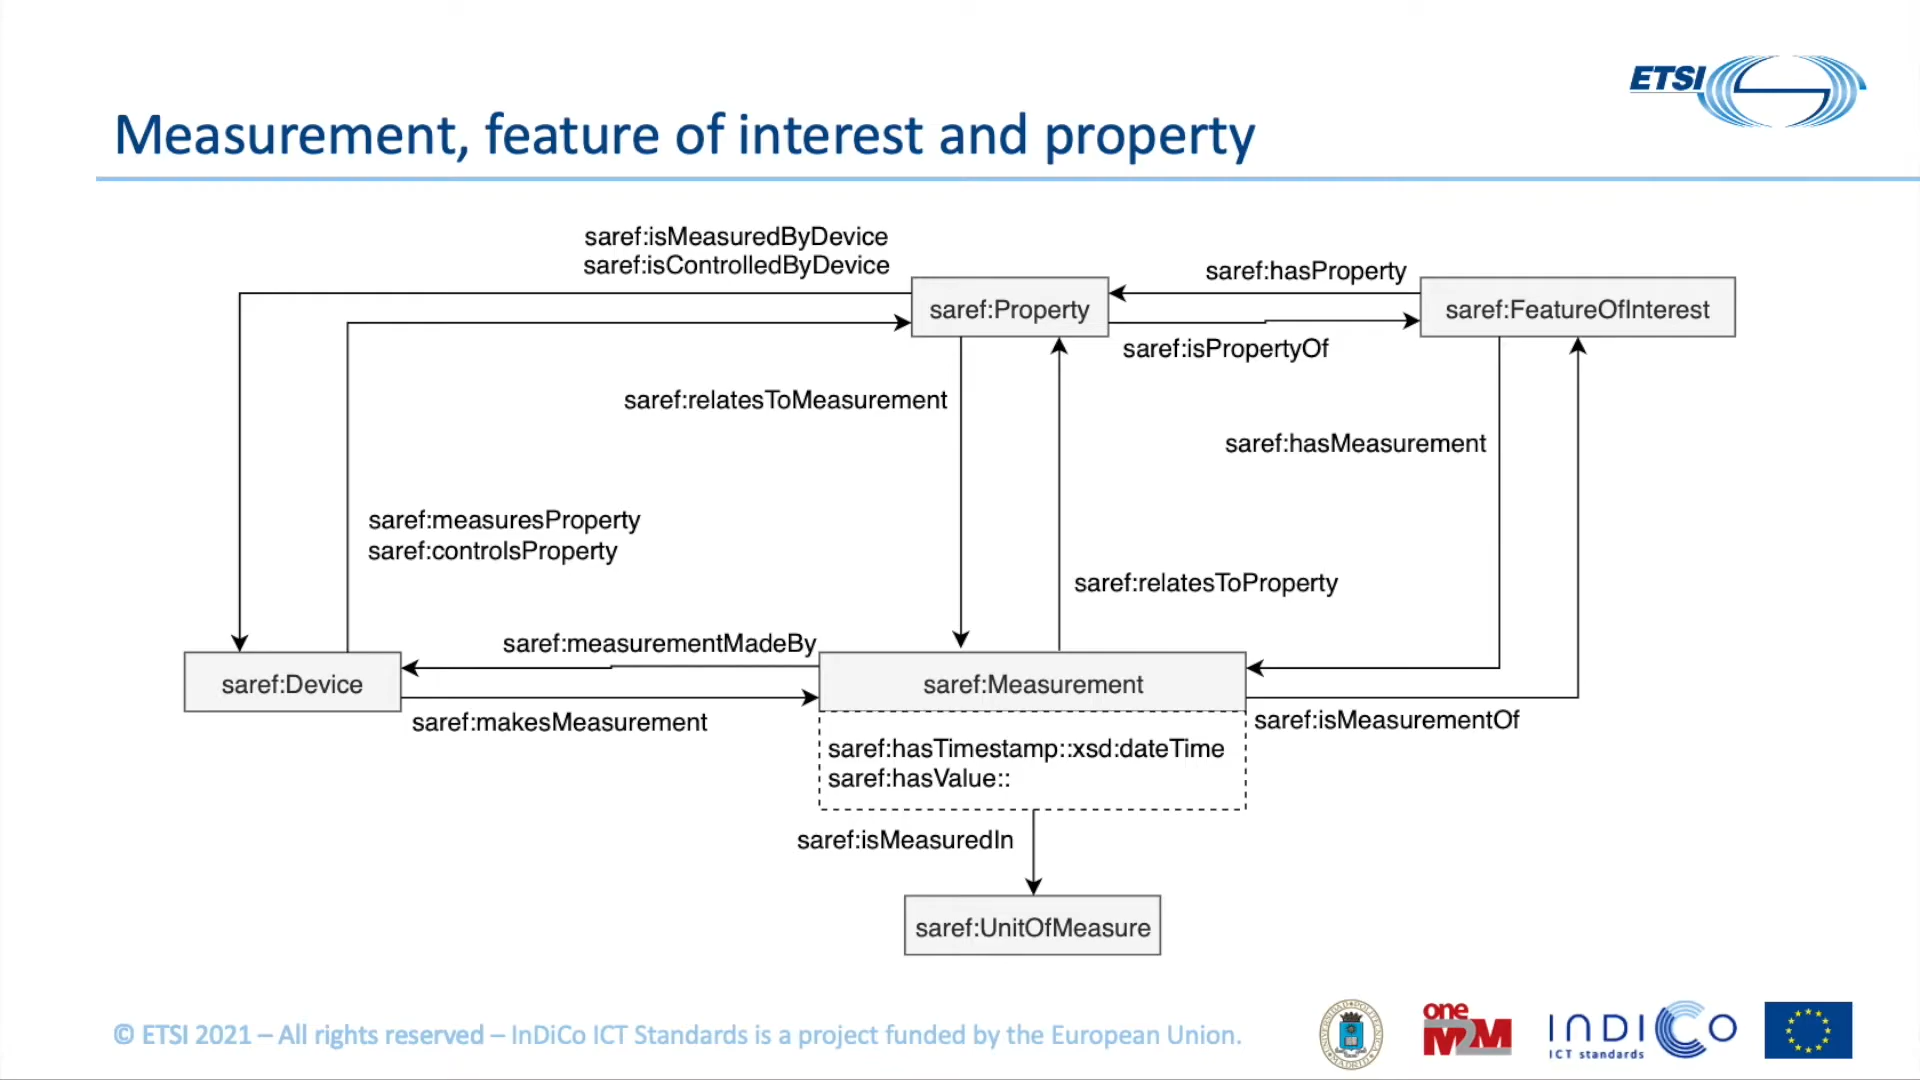 ETSI
Measurement, feature of interest and property
saref:isMeasuredByDevice
saref:isControlledByDevice
saref:hasProperty
saref:Property
saref:FeatureOfInterest
saref:isPropertyOf
saref:relatesToMeasurement
saref:hasMeasurement
saref:measuresProperty
saref:controlsProperty
saref:relatesToProperty
saref:measurementMadeBy
saref:Device
saref:Measurement
saref:makesMeasurement
saref:isMeasurementOf
saref:hasTimestamp::xsd:dateTime
saref:hasValue::
saref:isMeasuredIn
saref:UnitOfMeasure
© ETSI 2021 – All rights reserved – InDiCo ICT Standards is a project funded by the European Union.
one
M2M
INDICO
ICT standards